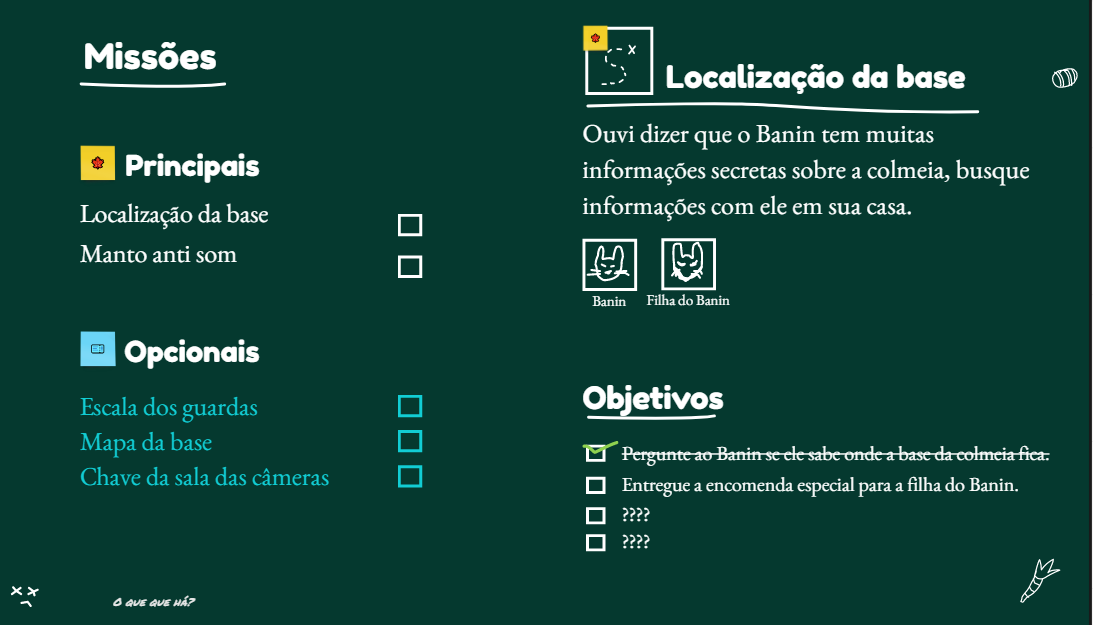 Missões
Principais
Localização da base
Manto anti som
Opcionais
Escala dos guardas
Mapa da base
Chave da sala das câmeras
O que que há?
Localização da base
Ouvi dizer que o Banin tem muitas
informações secretas sobre a colmeia, busque
informações com ele em sua casa.
Banin
Filha do Banin
Objetivos
Pergunte ao Banin se ele sabe onde a base da colmeia fica.
Entregue a encomenda especial para a filha do Banin.
????
????